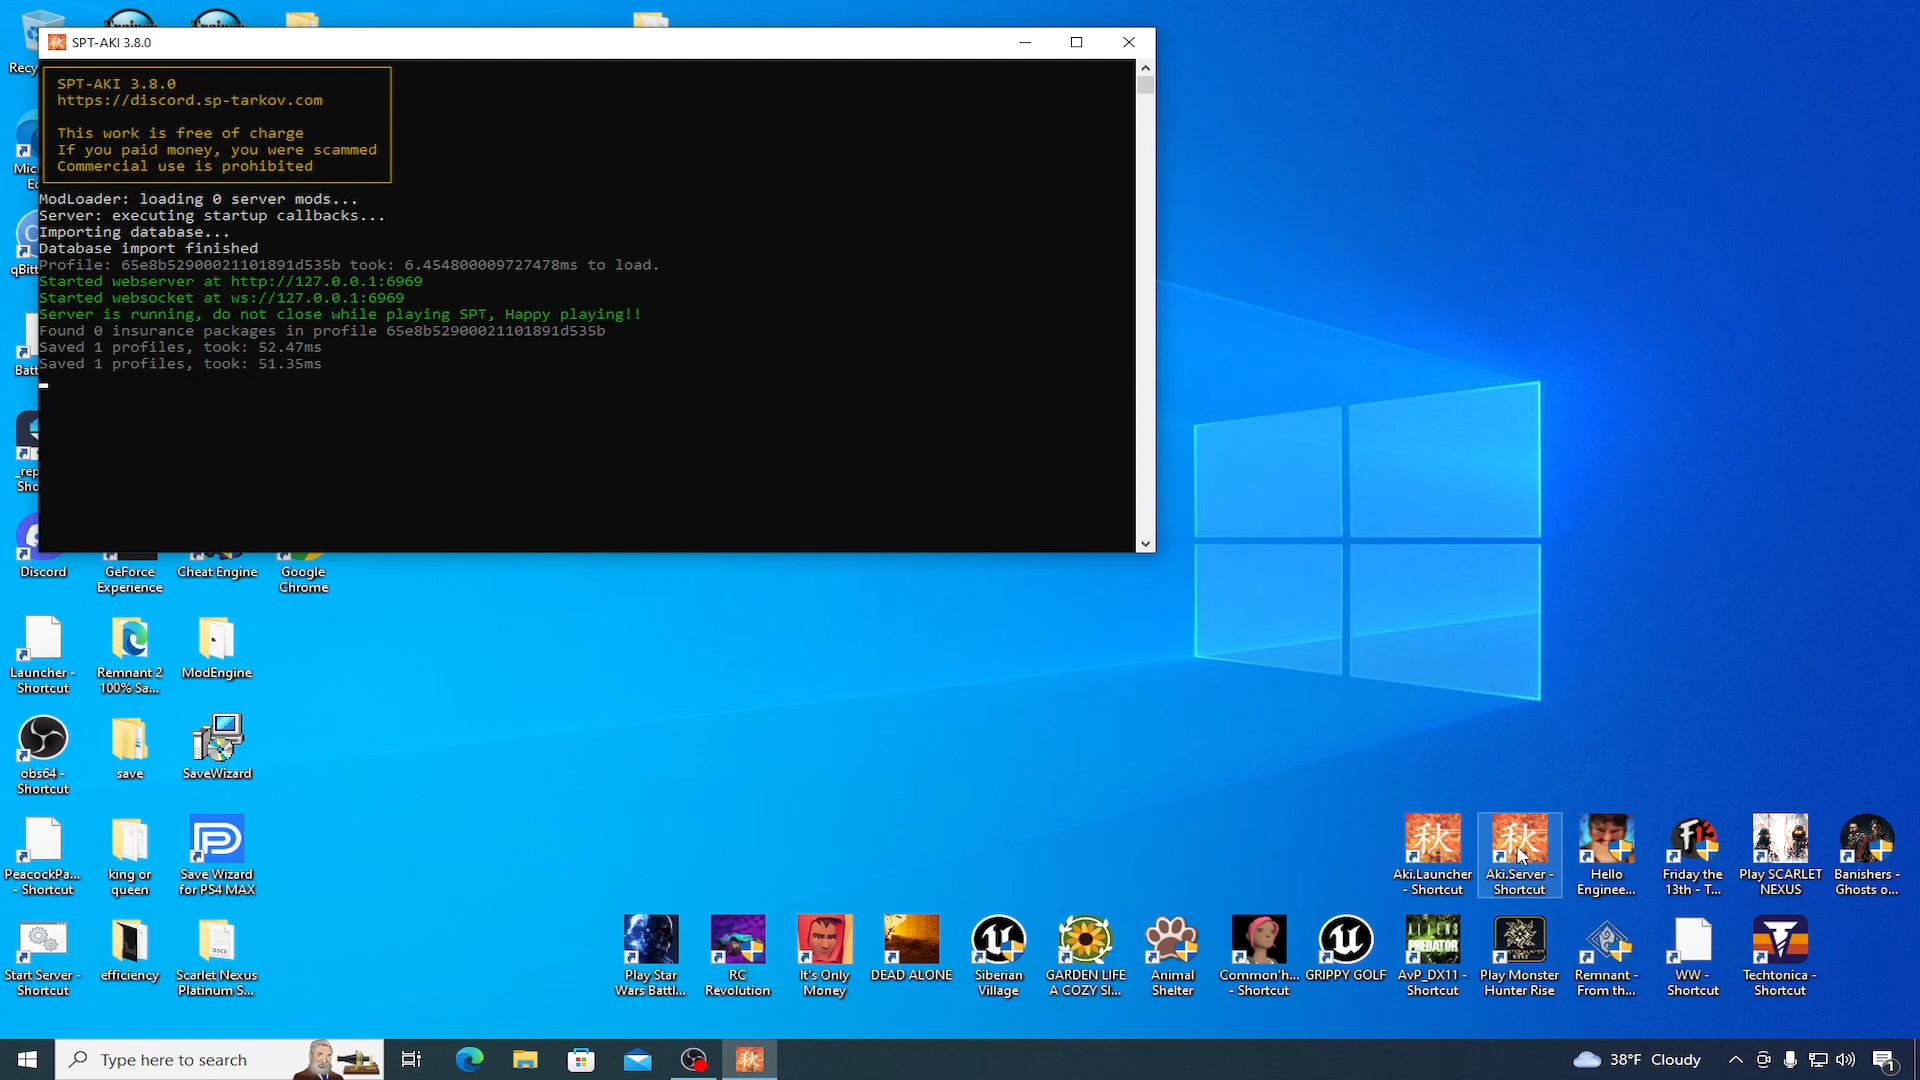 SPT-AKI 3.8.0
SPT-AKI 3.8.0
https://discord.sp-tarkov.com
This work is free of charge
If you paid money, you were scammed
Commercial use is prohibited
ModLoader: loading 0 server mods...
Server: executing startup callbacks...
Importing database...
Database import finished
Profile: 65e8b52900021101891d535b took: 6.454800009727478ms to load.
Started webserver at http://127.0.0.1:6969
Started websocket at ws://127.0.0.1:6969
Server is running, do not close while playing SPT, Happy playing!!
Found 0 insurance packages in profile 65e8b52900021101891d535b
Saved 1 profiles, took: 52.47ms
Saved 1 profiles, took: 51.35ms
Recy
Mic
qBitt
Batt
_rep
Sho
Discord
GeForce
Experience
Cheat Engine
Google
Chrome
Launcher -
Shortcut
Remnant 2
100% Sa...
ModEngine
obs64 -
Shortcut
save
SaveWizard
PeacockPa...
- Shortcut
king or
queen
Save Wizard
for PS4 MAX
Start Server -
Shortcut
efficiency
Scarlet Nexus
Platinum S...
Aki.Launcher
- Shortcut
Aki.Server -
Shortcut
Hello
Enginee...
Friday the
13th - T...
Play SCARLET
NEXUS
Banishers -
Ghosts o...
Play Star
Wars Battl...
RC
Revolution
It's Only
Money
DEAD ALONE
Siberian
Village
GARDEN LIFE
A COZY SI...
Animal
Shelter
Common'h...
- Shortcut
GRIPPY GOLF
AvP_DX11 -
Shortcut
Play Monster
Hunter Rise
Remnant -
From th...
WW -
Shortcut
Techtonica -
Shortcut
Type here to search
38°F Cloudy